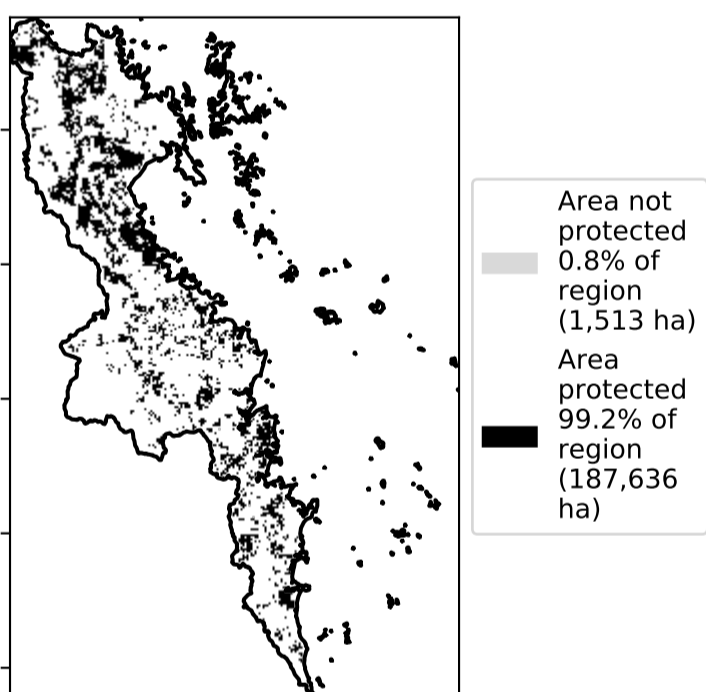 Area not
protected
0.8% of
region
(1,513 ha)
Area
protected
99.2% of
region
(187,636
ha)